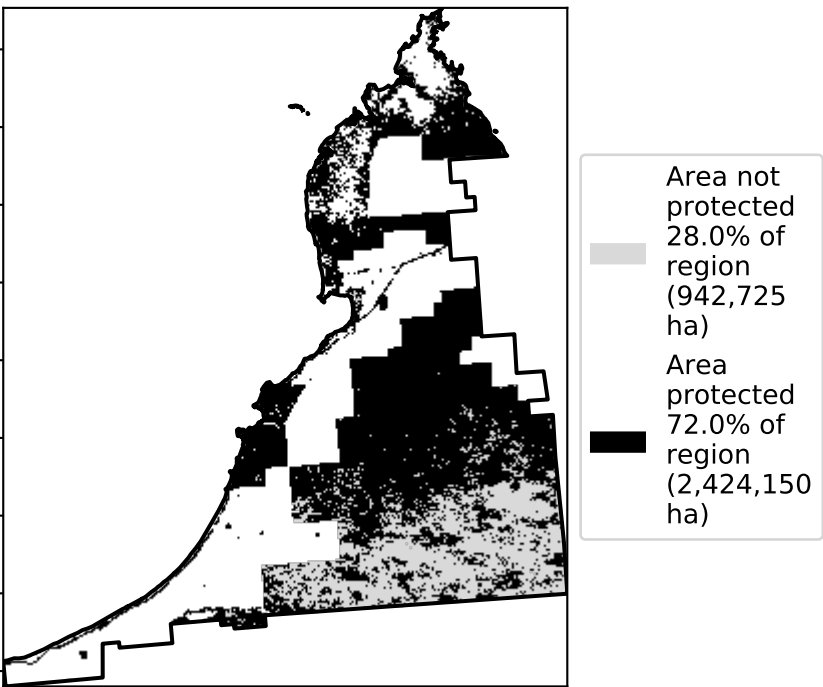 Area not
protected
28.0% of
region
(942,725
ha)
Area
protected
72.0% of
region
(2,424,150
ha)